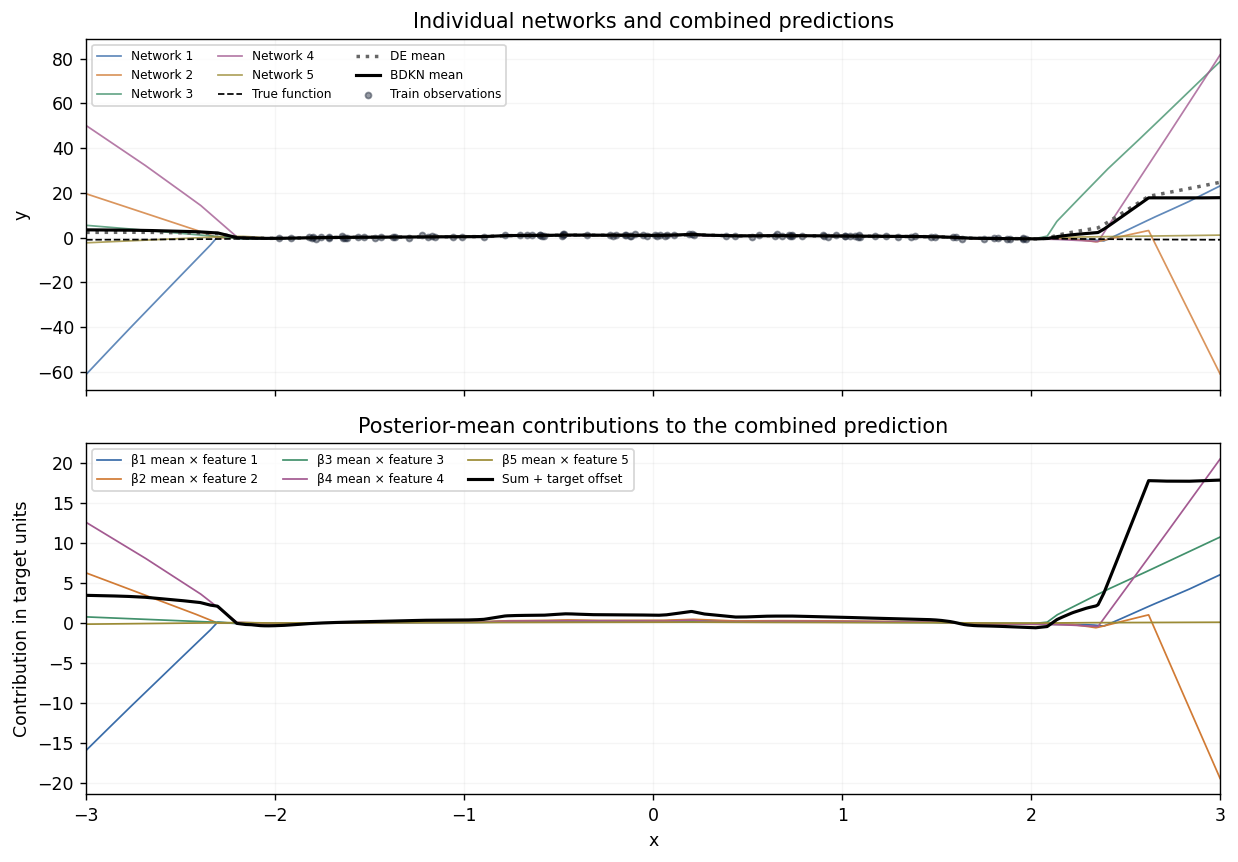 Individual networks and combined predictions
Network 1
Network 2
Network 3
Network 4
Network 5
True function
DE mean
BDKN mean
Train observations
y
80
60
40
20
0
−20
−40
−60
Posterior-mean contributions to the combined prediction
β1 mean × feature 1
β2 mean × feature 2
β3 mean × feature 3
β4 mean × feature 4
β5 mean × feature 5
Sum + target offset
Contribution in target units
20
15
10
5
0
−5
−10
−15
−20
−3 −2 −1 0 1 2 3
x